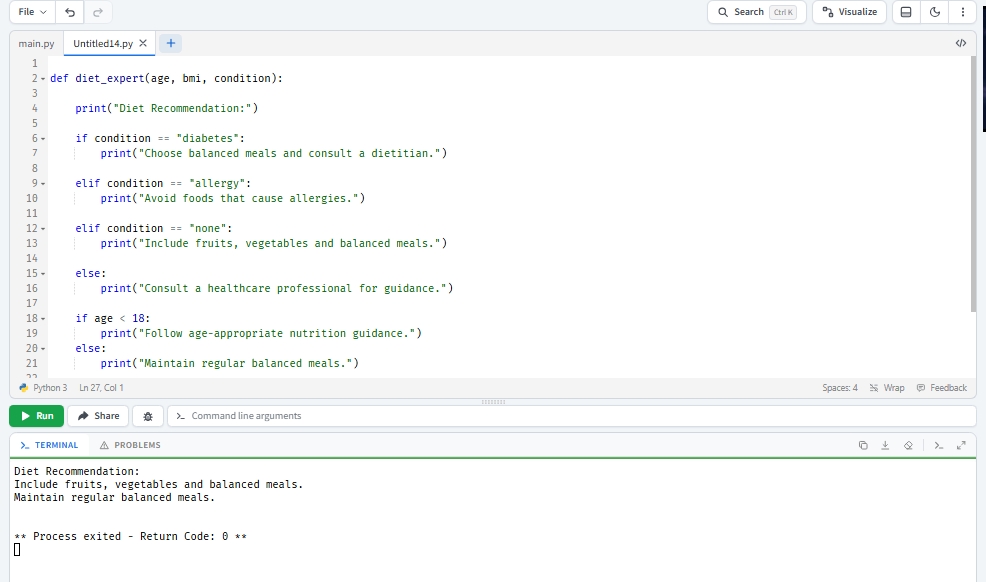 File
Search Ctrl K Visualize
main.py Untitled14.py
1
2 def diet_expert(age, bmi, condition):
3
4 print("Diet Recommendation:")
5
6 if condition == "diabetes":
7 print("Choose balanced meals and consult a dietitian.")
8
9 elif condition == "allergy":
10 print("Avoid foods that cause allergies.")
11
12 elif condition == "none":
13 print("Include fruits, vegetables and balanced meals.")
14
15 else:
16 print("Consult a healthcare professional for guidance.")
17
18 if age < 18:
19 print("Follow age-appropriate nutrition guidance.")
20 else:
21 print("Maintain regular balanced meals.")
22
Python 3 Ln 27, Col 1 Spaces: 4 Wrap Feedback
Run Share Command line arguments
TERMINAL PROBLEMS
Diet Recommendation:
Include fruits, vegetables and balanced meals.
Maintain regular balanced meals.
** Process exited - Return Code: 0 **